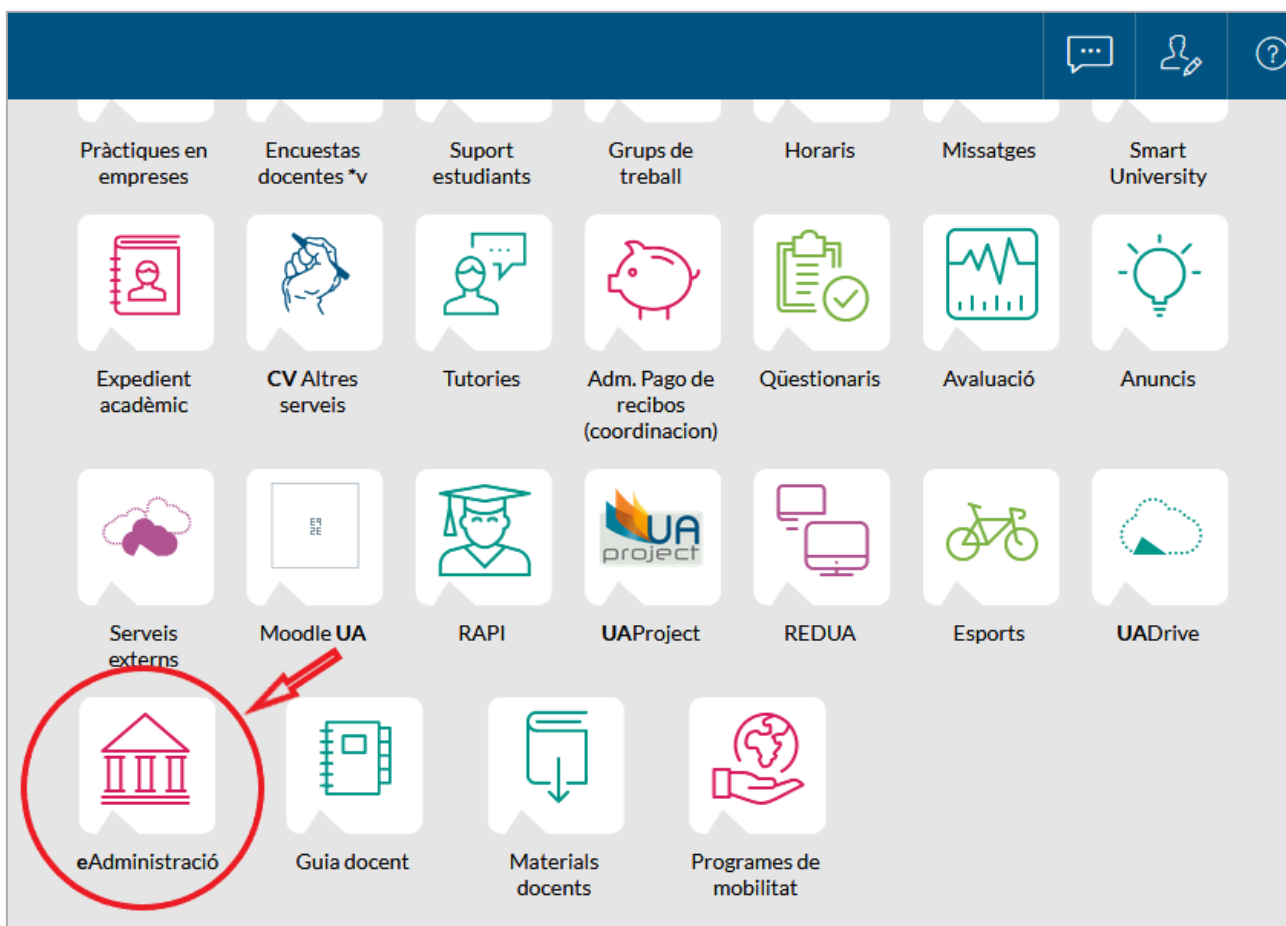 Pràctiques en
empreses
Encuestas
docentes *v
Suport
estudiants
Grups de
treball
Horaris
Missatges
Smart
University
Expedient
acadèmic
CV Altres
serveis
Tutories
Adm. Pago de
recibos
(coordinacion)
Qüestionaris
Avaluació
Anuncis
UA
project
Serveis
externs
Moodle UA
RAPI
UAProject
REDUA
Esports
UADrive
eAdministració
Guia docent
Materials
docents
Programes de
mobilitat